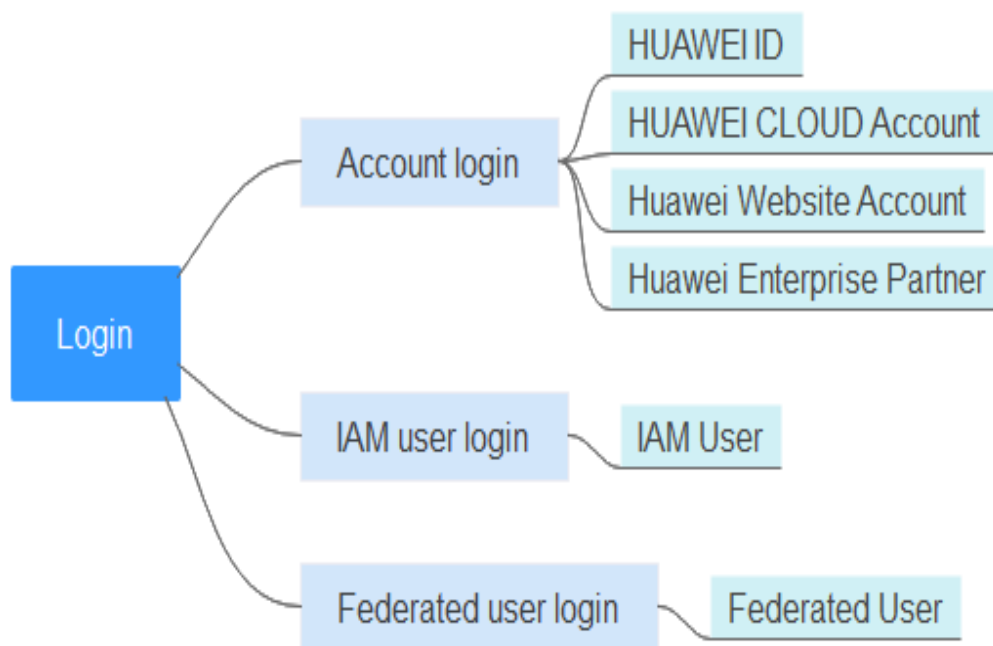 Login
Account login
HUAWEI ID
HUAWEI CLOUD Account
Huawei Website Account
Huawei Enterprise Partner
IAM user login
IAM User
Federated user login
Federated User